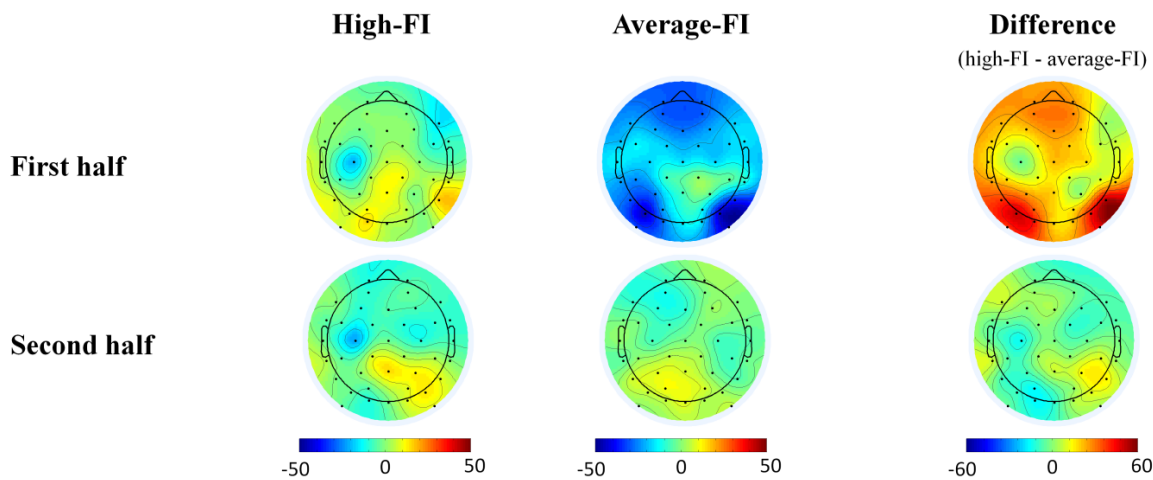 High-FI Average-FI Difference
(high-FI - average-FI)
First half
Second half
-50 0 50 -50 0 50 -60 0 60